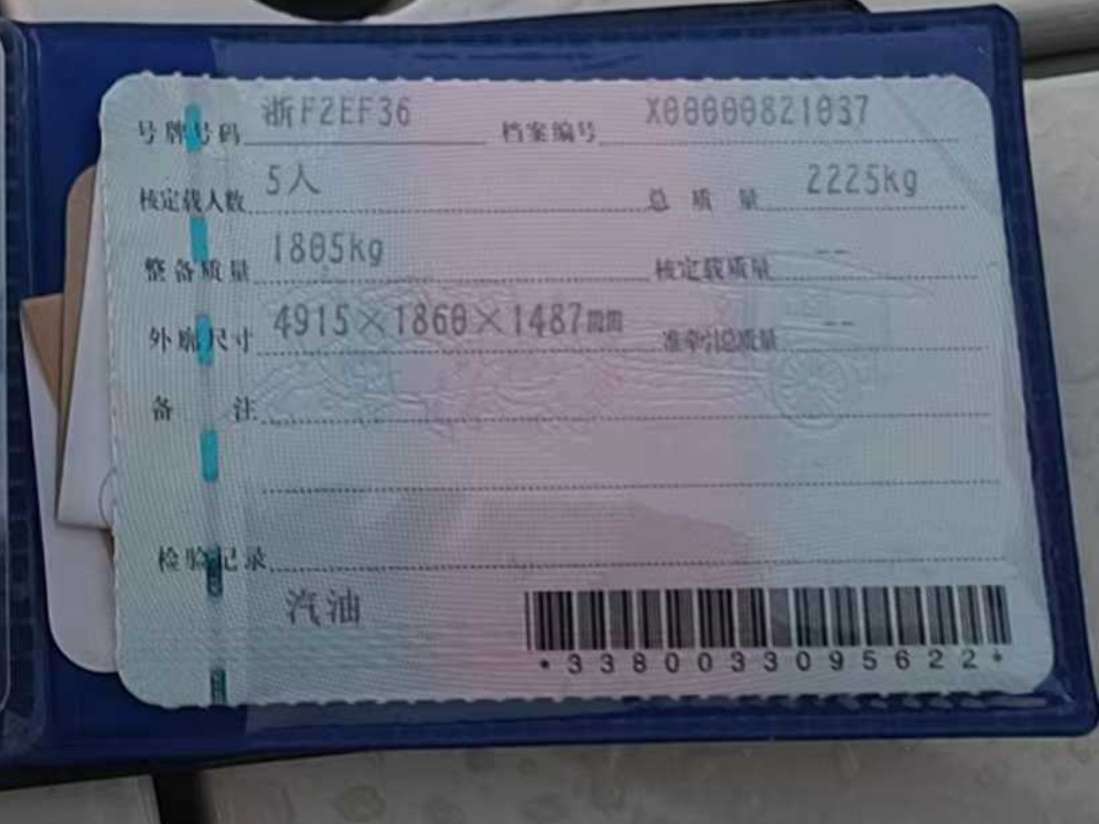 号牌号码 浙F2EF36 档案编号 X00000821037
核定载人数 5人 总质量 2225kg
整备质量 1805kg 核定载质量 --
外廓尺寸 4915×1860×1487mm 准牵引总质量 --
备注
检验记录
汽油
*3380033095622*